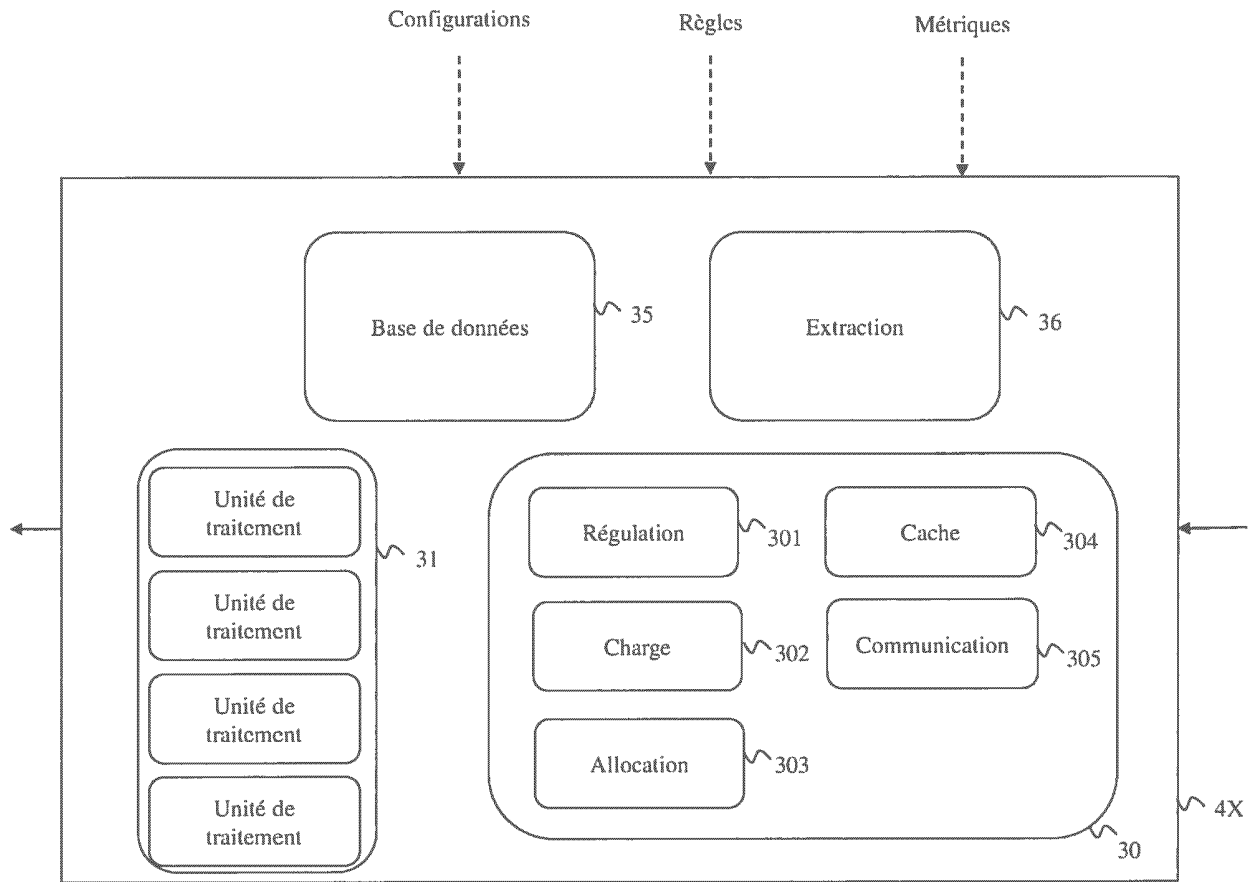 Configurations
Règles
Métriques
Base de données
35
Extraction
36
Unité de
traitement
Unité de
traitement
Unité de
traitement
Unité de
traitement
31
Régulation
301
Cache
304
Charge
302
Communication
305
Allocation
303
30
4X